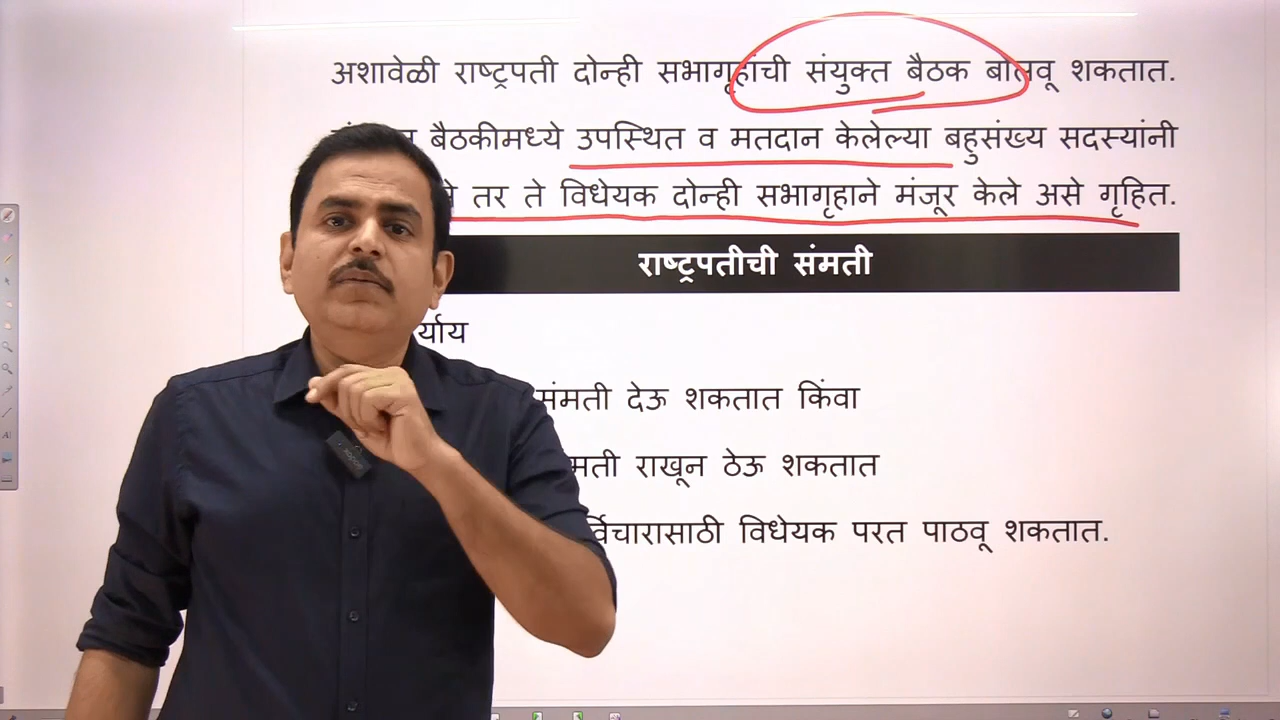 अशावेळी राष्ट्रपती दोन्ही सभागृहांची संयुक्त बैठक बोलवू शकतात.
बैठकीमध्ये उपस्थित व मतदान केलेल्या बहुसंख्य सदस्यांनी
तर ते विधेयक दोन्ही सभागृहाने मंजूर केले असे गृहित.
राष्ट्रपतीची संमती
र्याय
संमती देऊ शकतात किंवा
मती राखून ठेऊ शकतात
र्विचारासाठी विधेयक परत पाठवू शकतात.